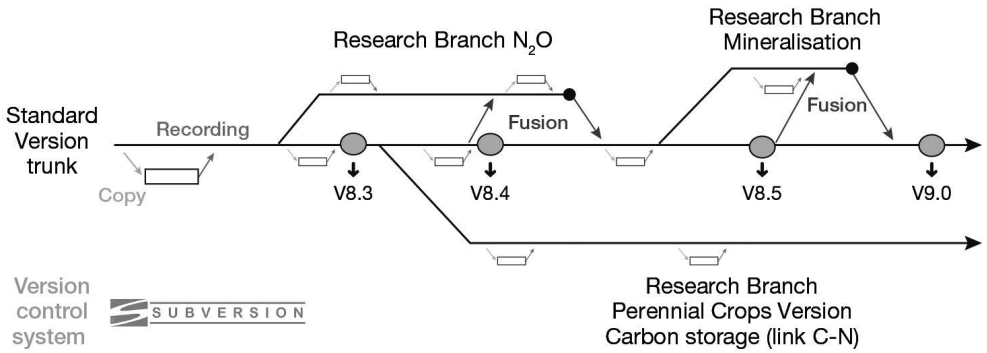 Research Branch N₂O
Research Branch
Mineralisation
Standard
Version
trunk
Recording
Fusion
Fusion
Copy
V8.3
V8.4
V8.5
V9.0
Version
control
system
SUBVERSION
Research Branch
Perennial Crops Version
Carbon storage (link C-N)